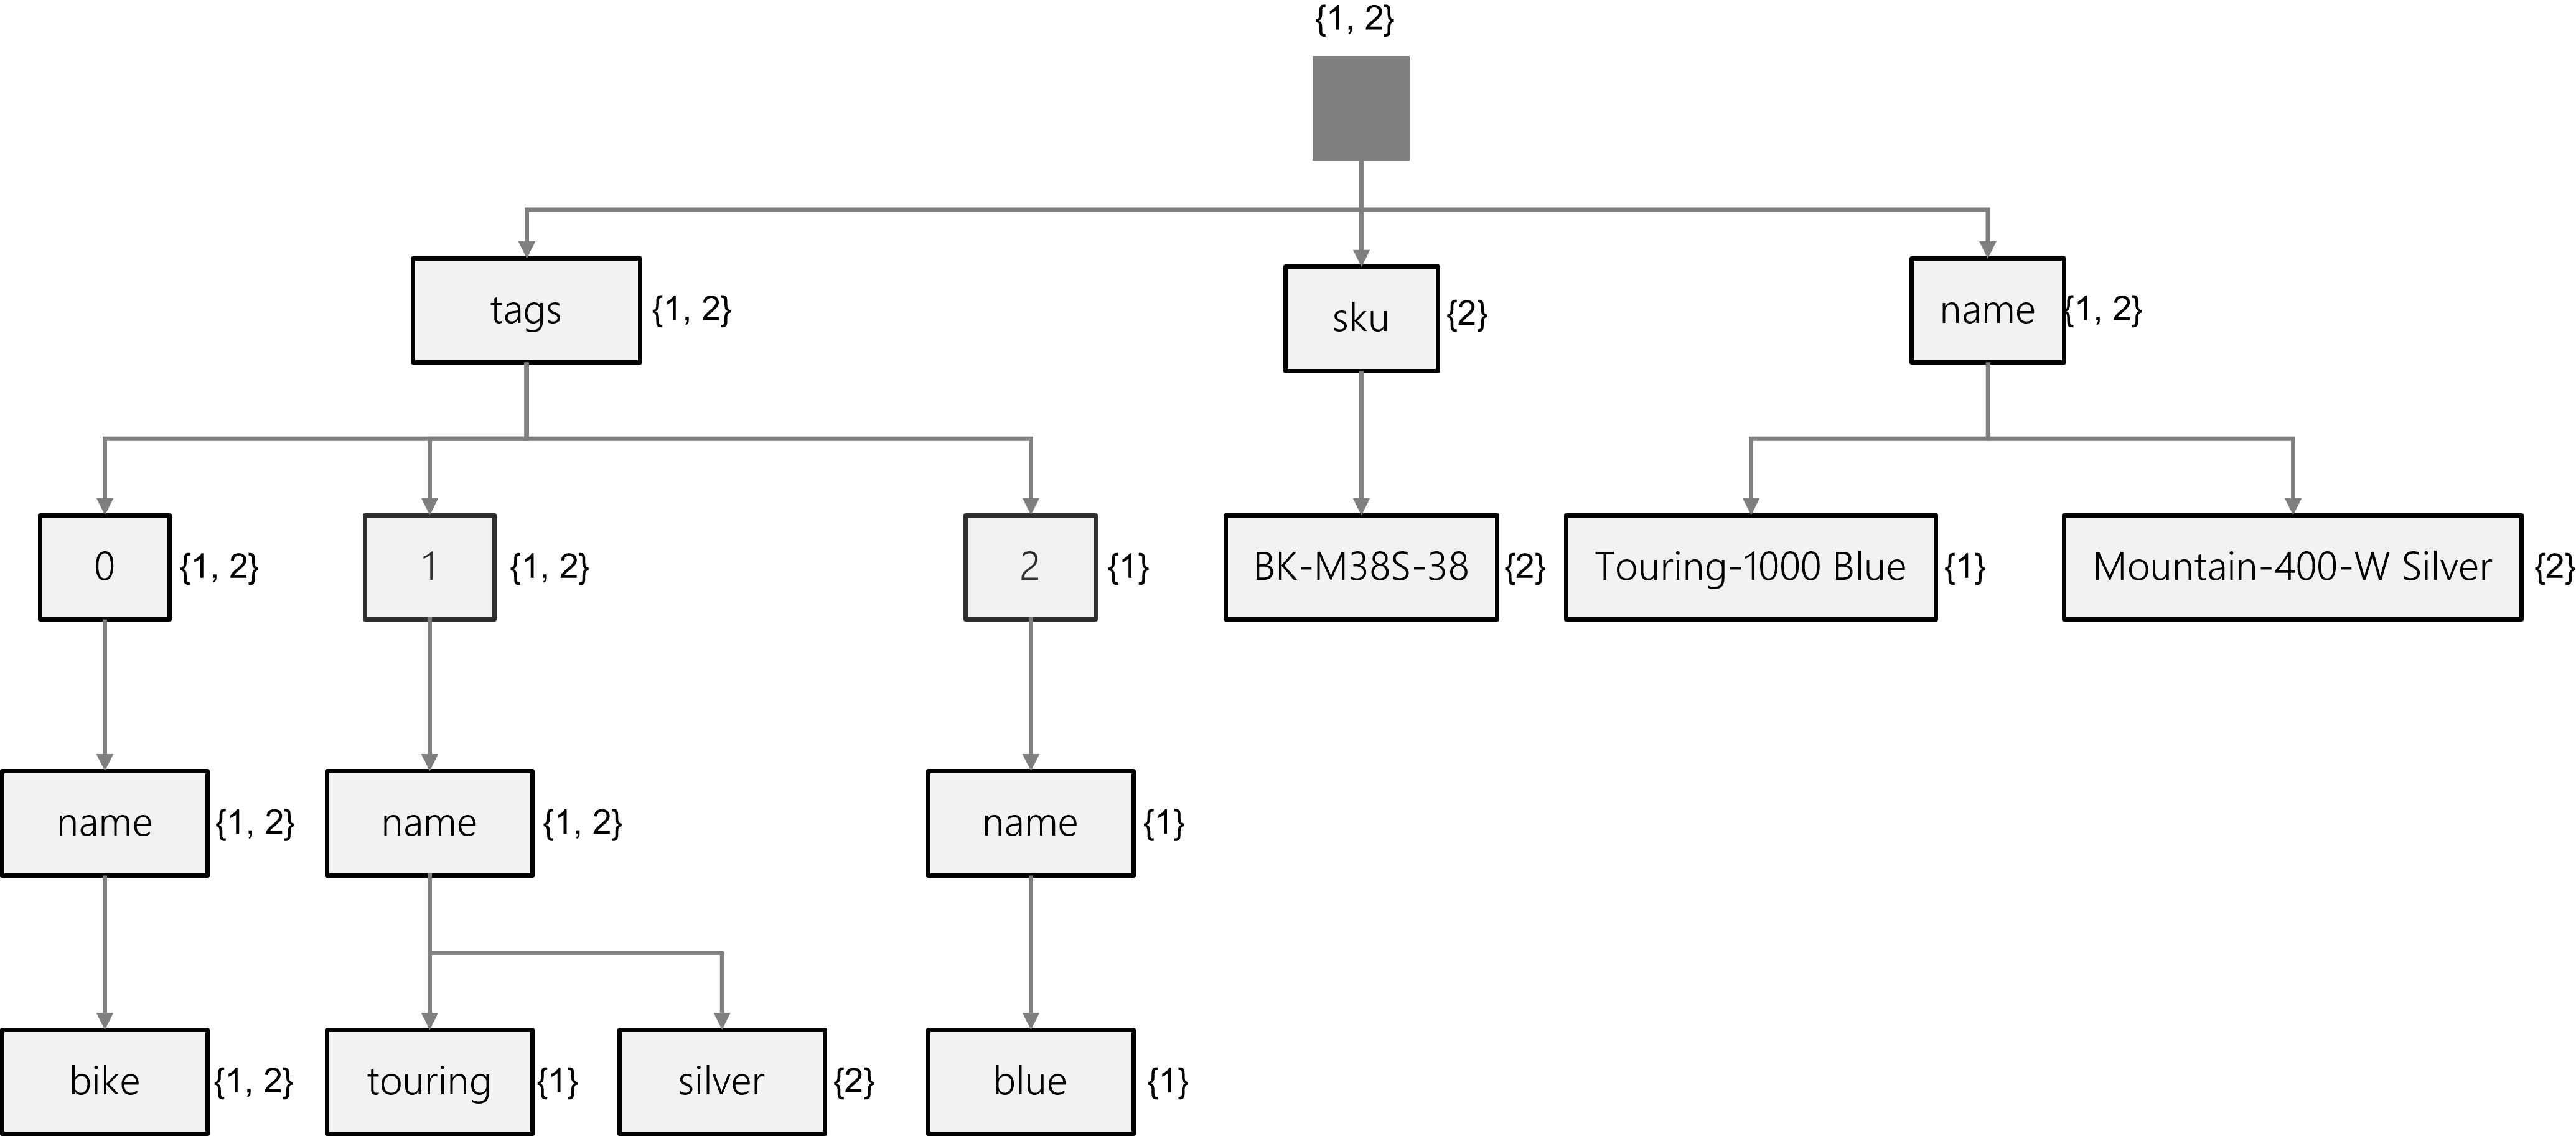 {1, 2}
tags
{1, 2}
sku
{2}
name
{1, 2}
0
{1, 2}
1
{1, 2}
2
{1}
BK-M38S-38
{2}
Touring-1000 Blue
{1}
Mountain-400-W Silver
{2}
name
{1, 2}
name
{1, 2}
name
{1}
bike
{1, 2}
touring
{1}
silver
{2}
blue
{1}